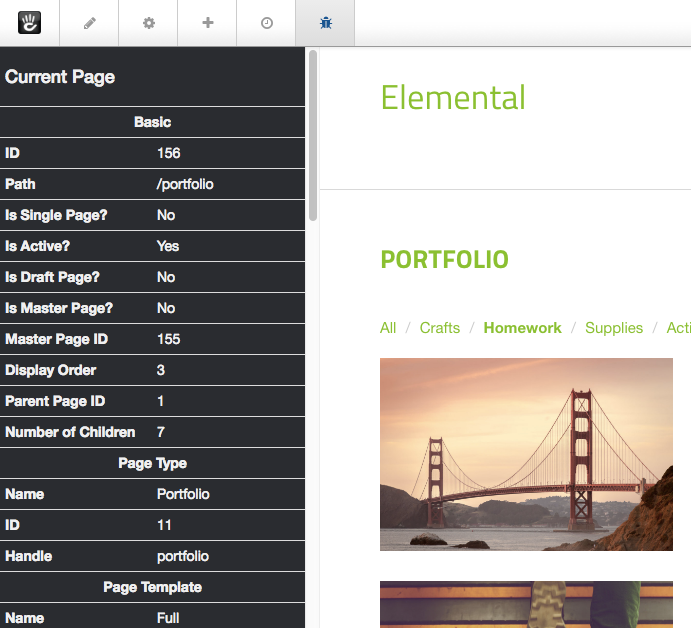 Current Page
Basic
ID 156
Path /portfolio
Is Single Page? No
Is Active? Yes
Is Draft Page? No
Is Master Page? No
Master Page ID 155
Display Order 3
Parent Page ID 1
Number of Children 7
Page Type
Name Portfolio
ID 11
Handle portfolio
Page Template
Name Full
Elemental
PORTFOLIO
All / Crafts / Homework / Supplies / Acti